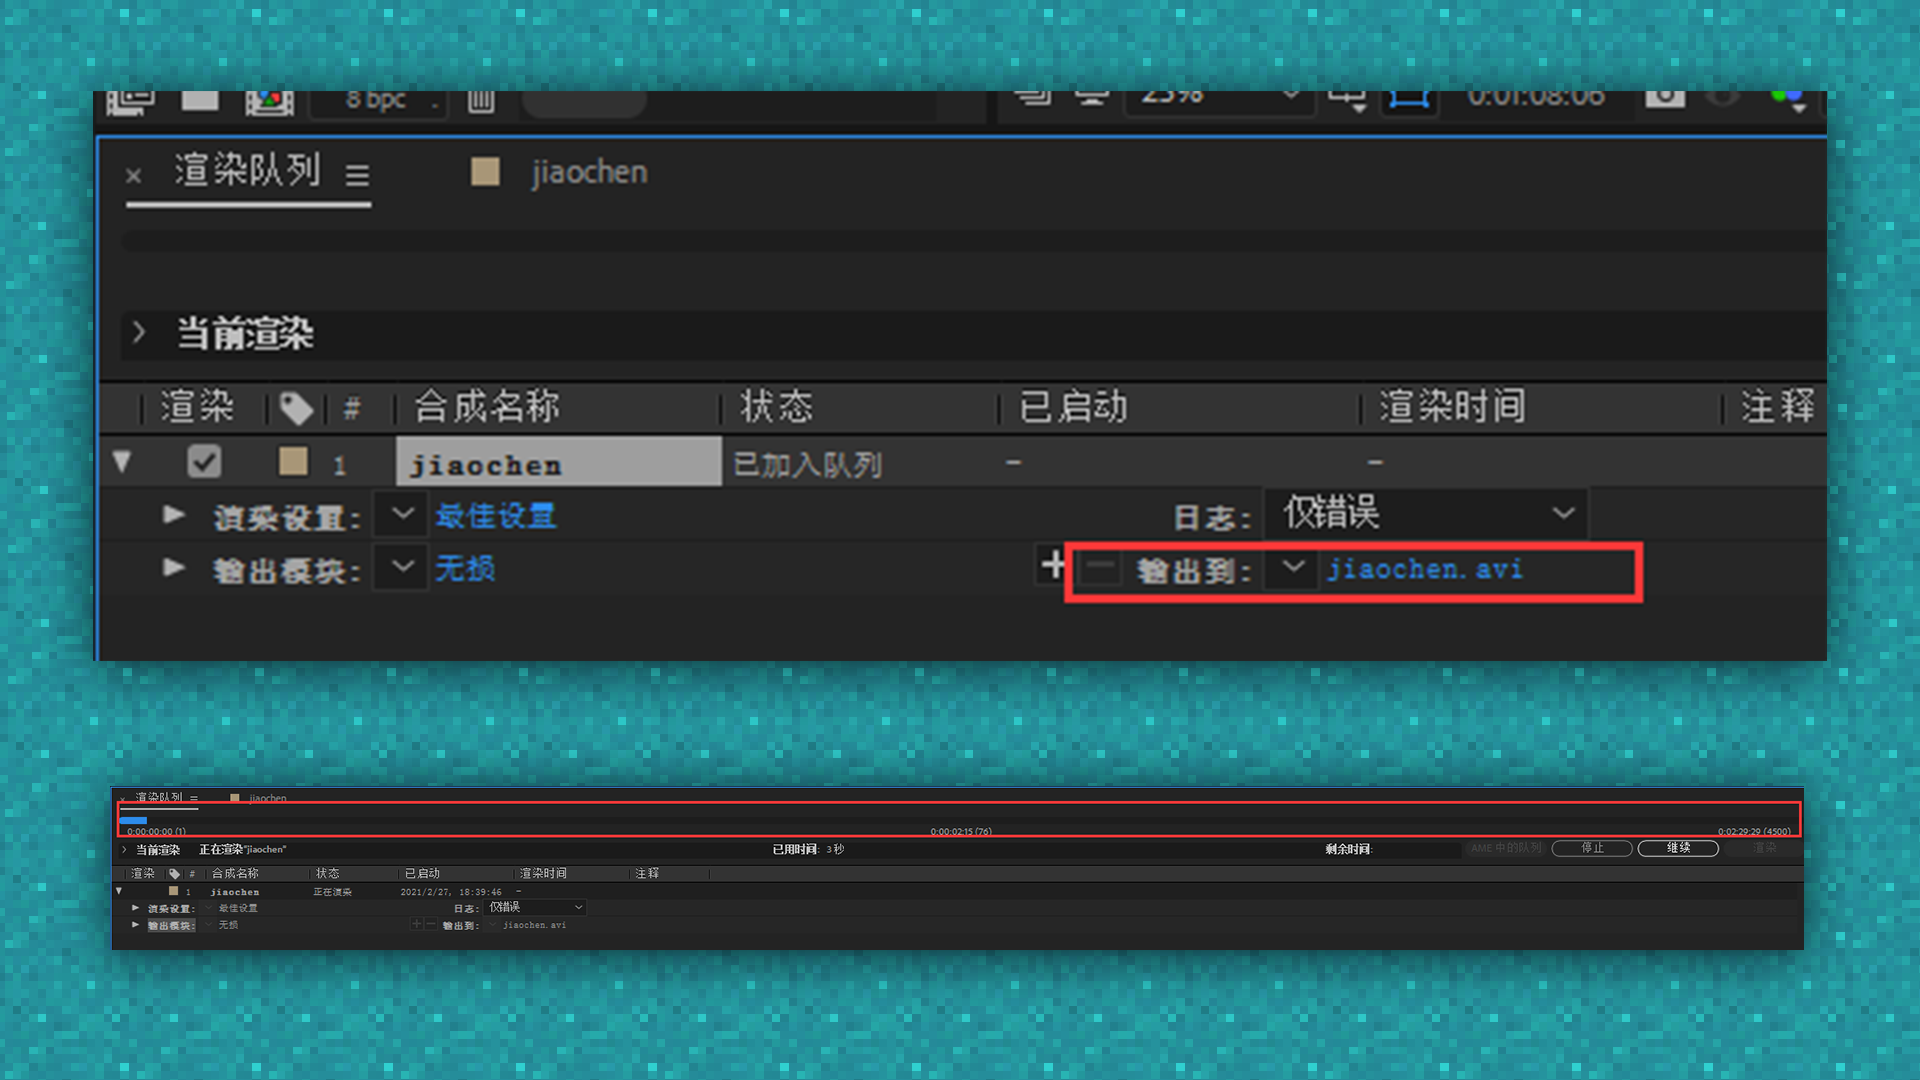 8 bpc 25% 0:01:08:06
× 渲染队列 ☰ jiaochen
当前渲染
渲染 # 合成名称 状态 已启动 渲染时间 注释
1 jiaochen 已加入队列 – –
渲染设置: 最佳设置 日志: 仅错误
输出模块: 无损 + – 输出到: jiaochen.avi
× 渲染队列 ☰ jiaochen
0:00:00:00 (1) 0:00:02:15 (76) 0:02:29:29 (4500)
当前渲染 正在渲染"jiaochen" 已用时间: 3 秒 剩余时间: AME 中的队列 停止 继续 渲染
渲染 # 合成名称 状态 已启动 渲染时间 注释
1 jiaochen 正在渲染 2021/2/27, 18:39:46 –
渲染设置: 最佳设置 日志: 仅错误
输出模块: 无损 + – 输出到: jiaochen.avi